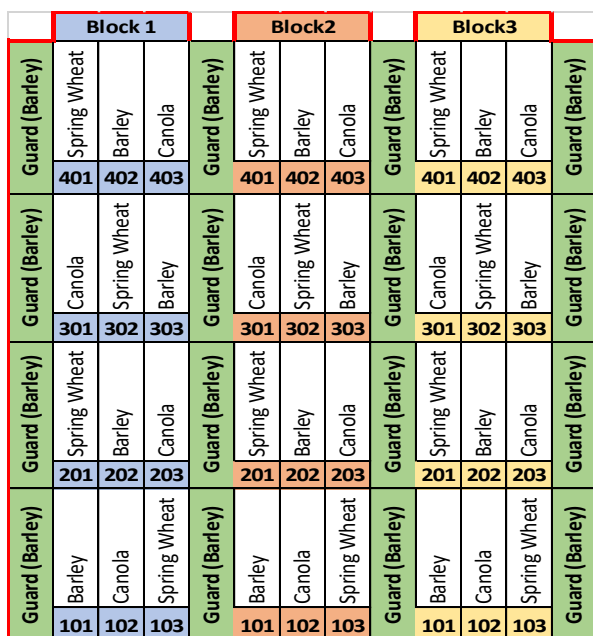 Block 1 Block2 Block3
Guard (Barley) Spring Wheat Barley Canola Guard (Barley) Spring Wheat Barley Canola Guard (Barley) Spring Wheat Barley Canola Guard (Barley)
401 402 403 401 402 403 401 402 403
Guard (Barley) Canola Spring Wheat Barley Guard (Barley) Canola Spring Wheat Barley Guard (Barley) Canola Spring Wheat Barley Guard (Barley)
301 302 303 301 302 303 301 302 303
Guard (Barley) Spring Wheat Barley Canola Guard (Barley) Spring Wheat Barley Canola Guard (Barley) Spring Wheat Barley Canola Guard (Barley)
201 202 203 201 202 203 201 202 203
Guard (Barley) Barley Canola Spring Wheat Guard (Barley) Barley Canola Spring Wheat Guard (Barley) Barley Canola Spring Wheat Guard (Barley)
101 102 103 101 102 103 101 102 103